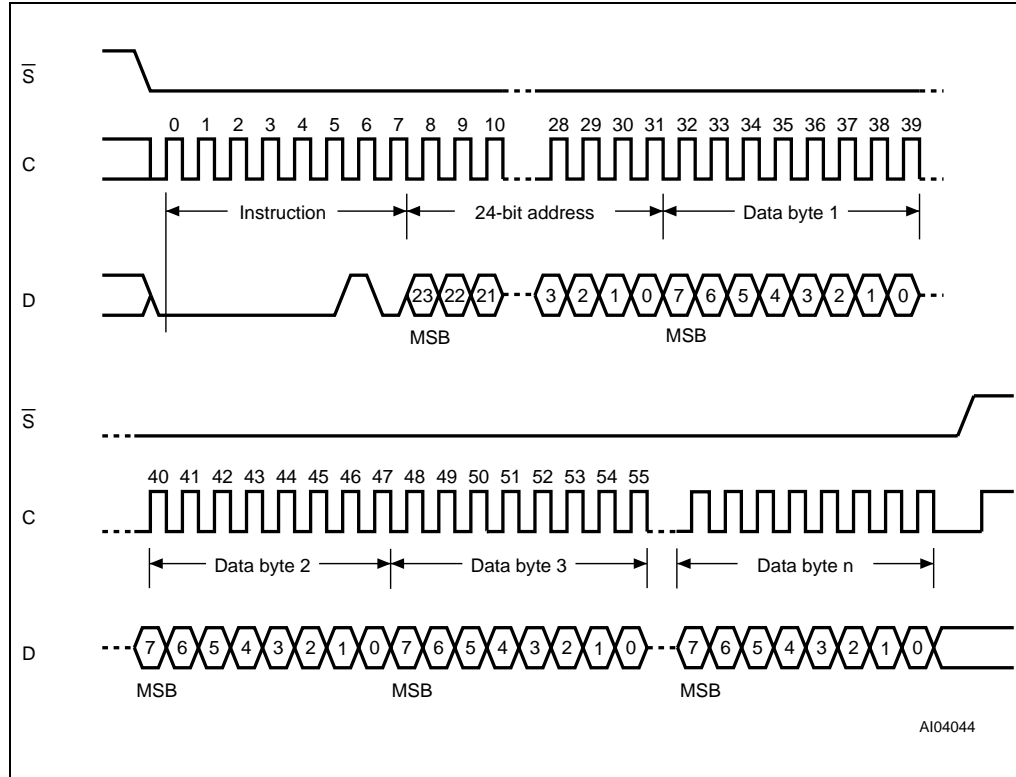 S̅
0 1 2 3 4 5 6 7 8 9 10 28 29 30 31 32 33 34 35 36 37 38 39
C
Instruction 24-bit address Data byte 1
D 23 22 21 3 2 1 0 7 6 5 4 3 2 1 0
MSB MSB
S̅
40 41 42 43 44 45 46 47 48 49 50 51 52 53 54 55
C
Data byte 2 Data byte 3 Data byte n
D 7 6 5 4 3 2 1 0 7 6 5 4 3 2 1 0 7 6 5 4 3 2 1 0
MSB MSB MSB
AI04044